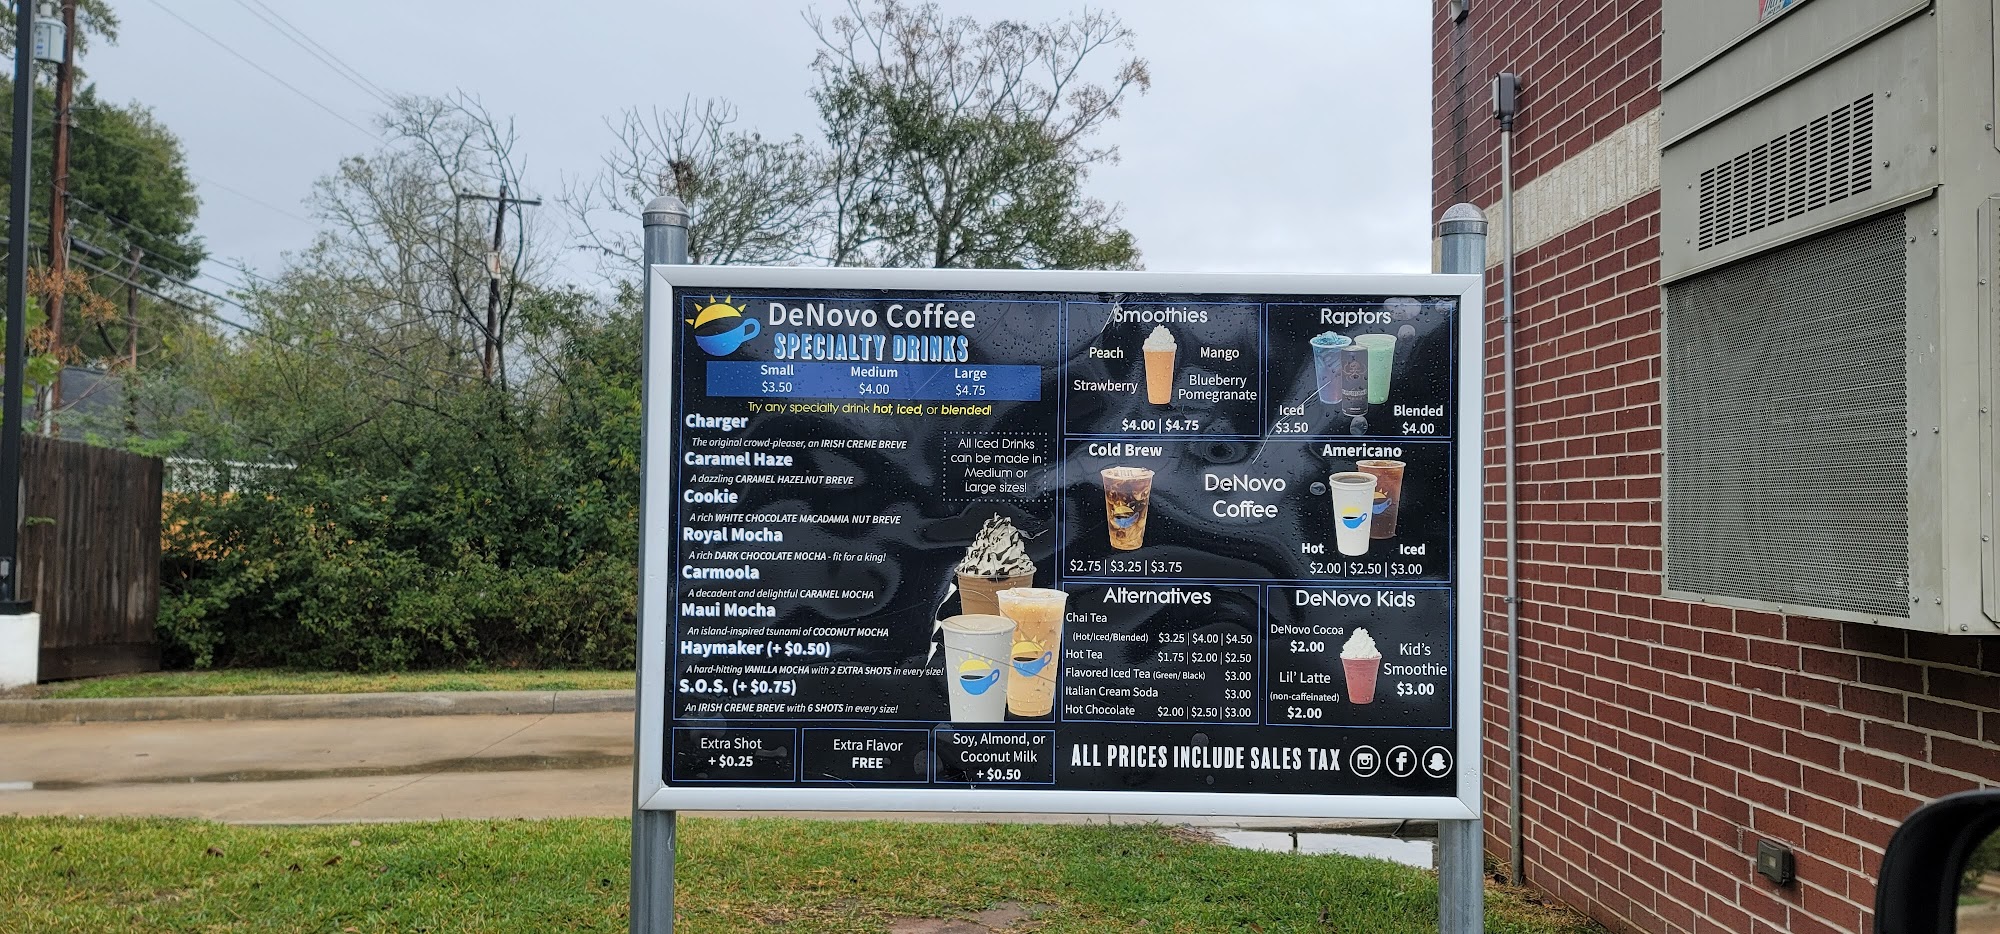 DeNovo Coffee
SPECIALTY DRINKS
Small Medium Large
$3.50 $4.00 $4.75
Try any specialty drink hot, iced, or blended!
Charger
The original crowd-pleaser, an IRISH CREME BREVE
Caramel Haze
A dazzling CARAMEL HAZELNUT BREVE
Cookie
A rich WHITE CHOCOLATE MACADAMIA NUT BREVE
Royal Mocha
A rich DARK CHOCOLATE MOCHA - fit for a king!
Carmoola
A decadent and delightful CARAMEL MOCHA
Maui Mocha
An island-inspired tsunami of COCONUT MOCHA
Haymaker (+ $0.50)
A hard-hitting VANILLA MOCHA with 2 EXTRA SHOTS in every size!
S.O.S. (+ $0.75)
An IRISH CREME BREVE with 6 SHOTS in every size!
All Iced Drinks
can be made in
Medium or
Large sizes!
Extra Shot
+ $0.25
Extra Flavor
FREE
Soy, Almond, or
Coconut Milk
+ $0.50
Smoothies
Peach Mango
Strawberry Blueberry
Pomegranate
$4.00 | $4.75
Raptors
Iced Blended
$3.50 $4.00
Cold Brew
$2.75 | $3.25 | $3.75
DeNovo
Coffee
Americano
Hot Iced
$2.00 | $2.50 | $3.00
Alternatives
Chai Tea
(Hot/Iced/Blended) $3.25 | $4.00 | $4.50
Hot Tea $1.75 | $2.00 | $2.50
Flavored Iced Tea (Green/ Black) $3.00
Italian Cream Soda $3.00
Hot Chocolate $2.00 | $2.50 | $3.00
DeNovo Kids
DeNovo Cocoa
$2.00
Lil' Latte
(non-caffeinated)
$2.00
Kid's
Smoothie
$3.00
ALL PRICES INCLUDE SALES TAX